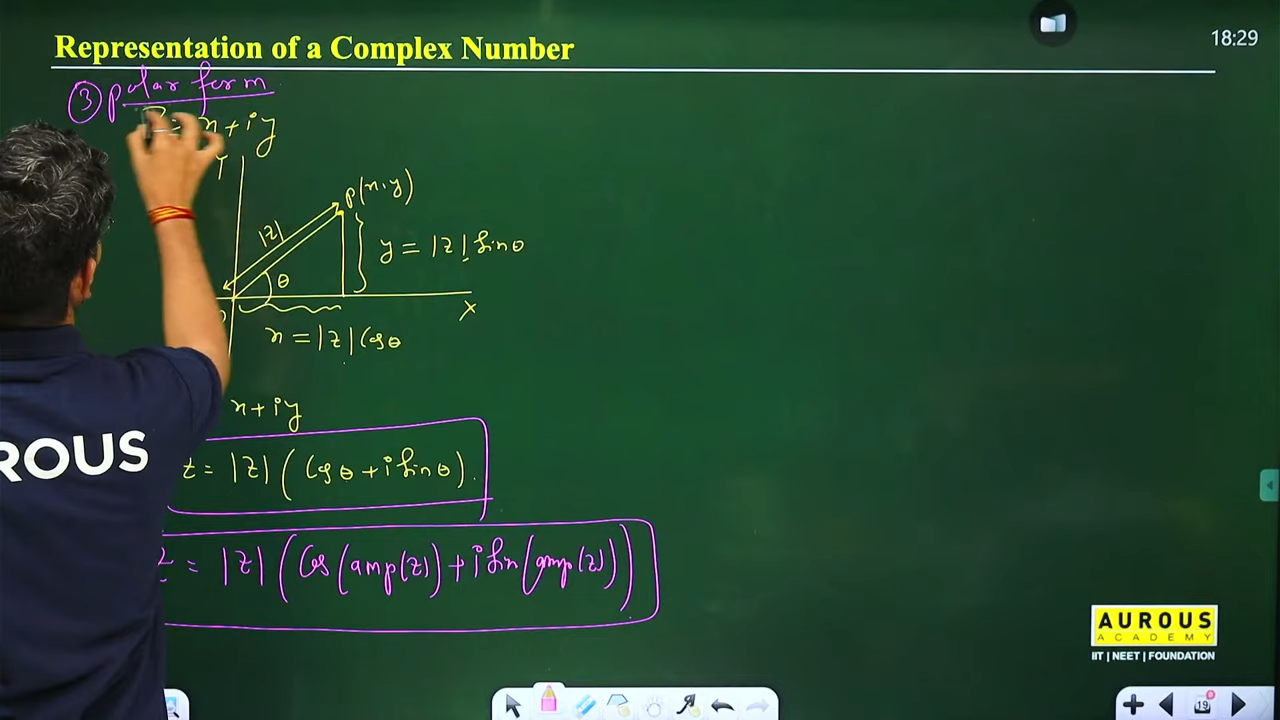 Representation of a Complex Number
18:29
③ polar form
Z = x + iy
Y
P(x, y)
|z|
θ
y = |z| sinθ
X
x = |z| cosθ
x + iy
z = |z| (cosθ + i sinθ).
z = |z| (cos(amp(z)) + i sin(amp(z)))
ROUS
AUROUS
ACADEMY
IIT | NEET | FOUNDATION
19